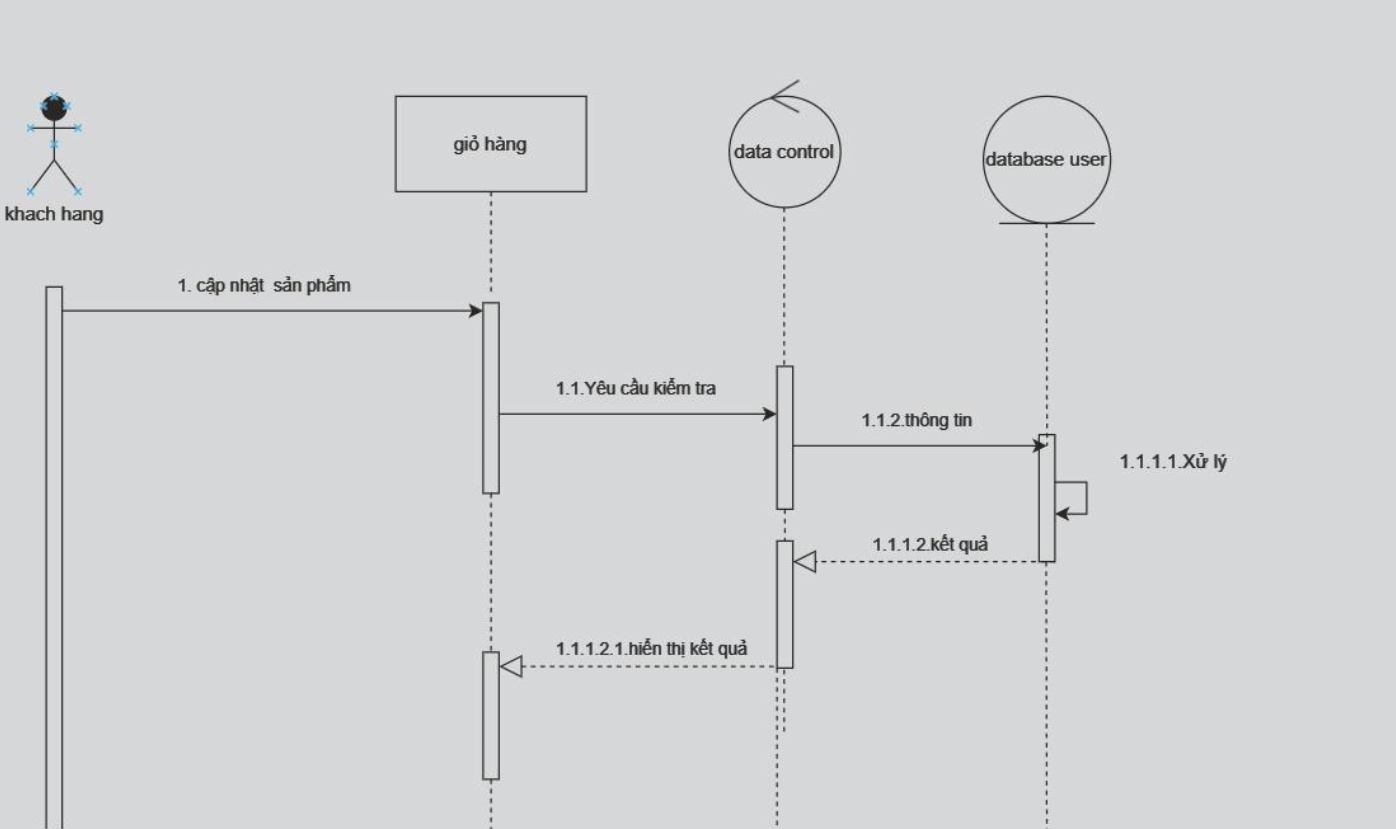 giỏ hàng
data control
database user
khach hang
1. cập nhật sản phẩm
1.1.Yêu cầu kiểm tra
1.1.2.thông tin
1.1.1.1.Xử lý
1.1.1.2.kết quả
1.1.1.2.1.hiển thị kết quả